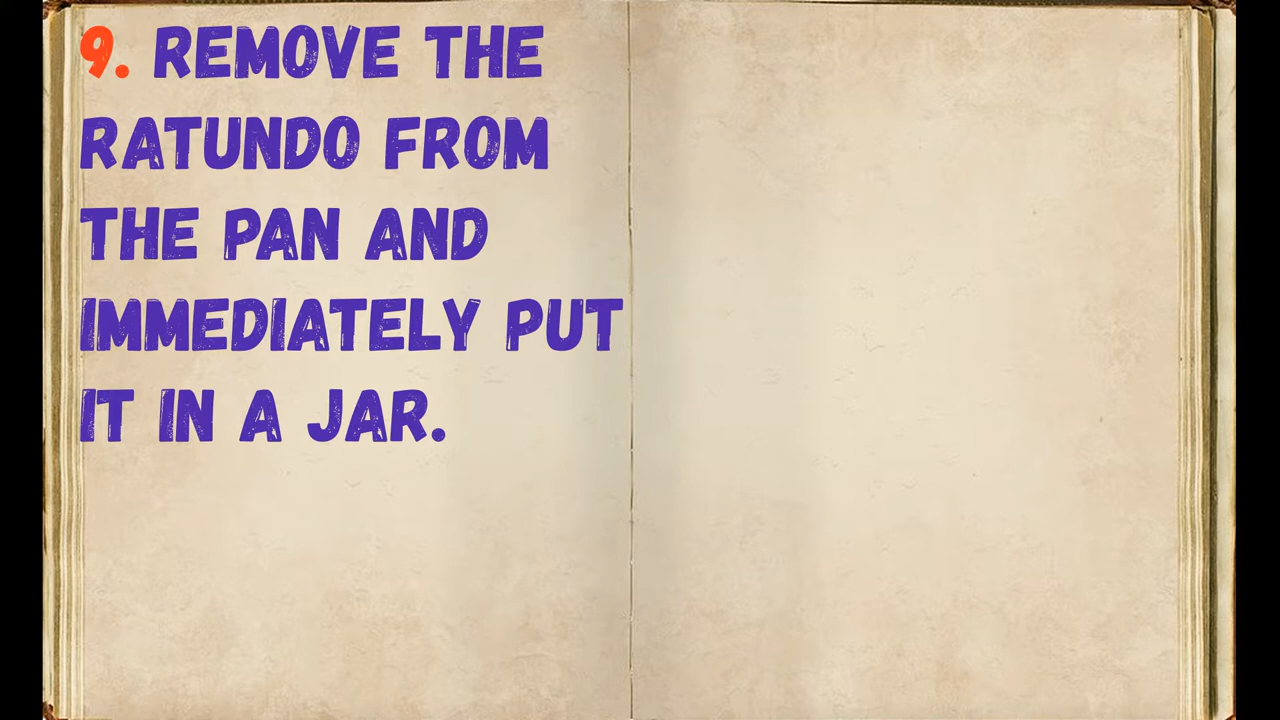 9. REMOVE THE
RATUNDO FROM
THE PAN AND
IMMEDIATELY PUT
IT IN A JAR.